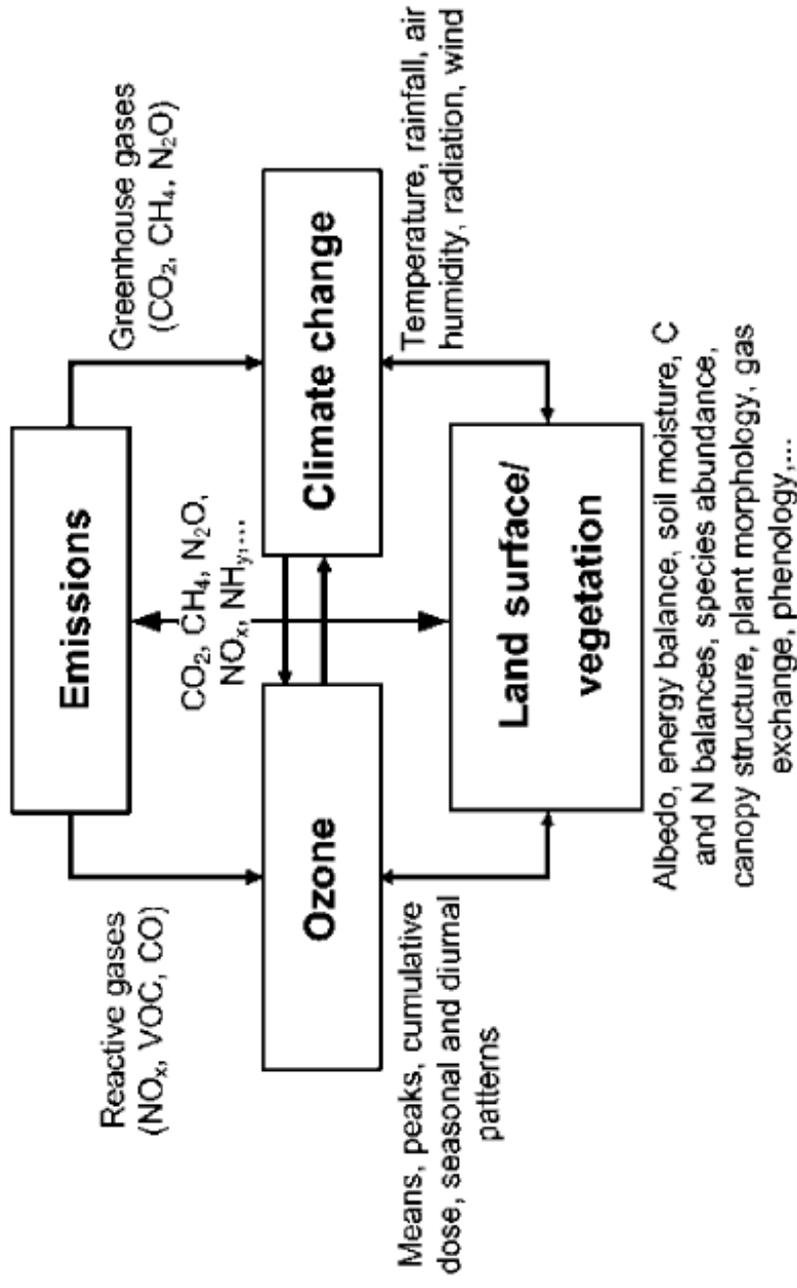 Emissions
Reactive gases
(NOₓ, VOC, CO)
Greenhouse gases
(CO₂, CH₄, N₂O)
CO₂, CH₄, N₂O,
NOₓ, NHᵧ,...
Ozone
Climate change
Means, peaks, cumulative
dose, seasonal and diurnal
patterns
Temperature, rainfall, air
humidity, radiation, wind
Land surface/
vegetation
Albedo, energy balance, soil moisture, C
and N balances, species abundance,
canopy structure, plant morphology, gas
exchange, phenology,...